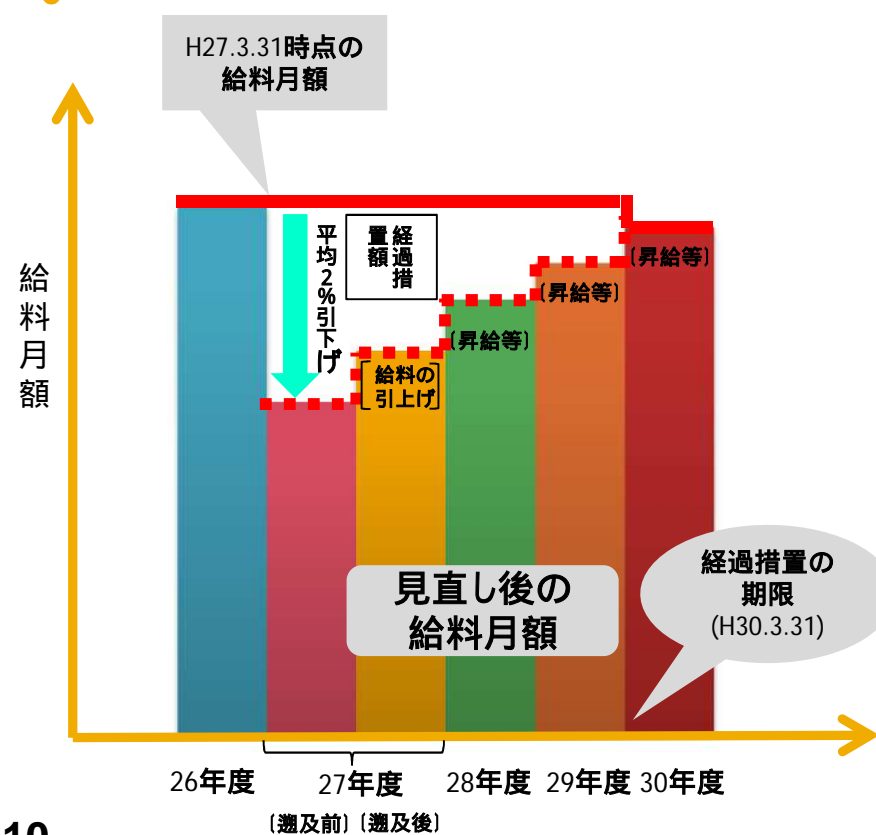 H27.3.31時点の
給料月額
給料月額
平均2%引下げ
経過措
置額
〔給料の
引上げ〕
〔昇給等〕
〔昇給等〕
〔昇給等〕
見直し後の
給料月額
経過措置の
期限
(H30.3.31)
26年度
27年度
28年度
29年度
30年度
〔遡及前〕
〔遡及後〕
10